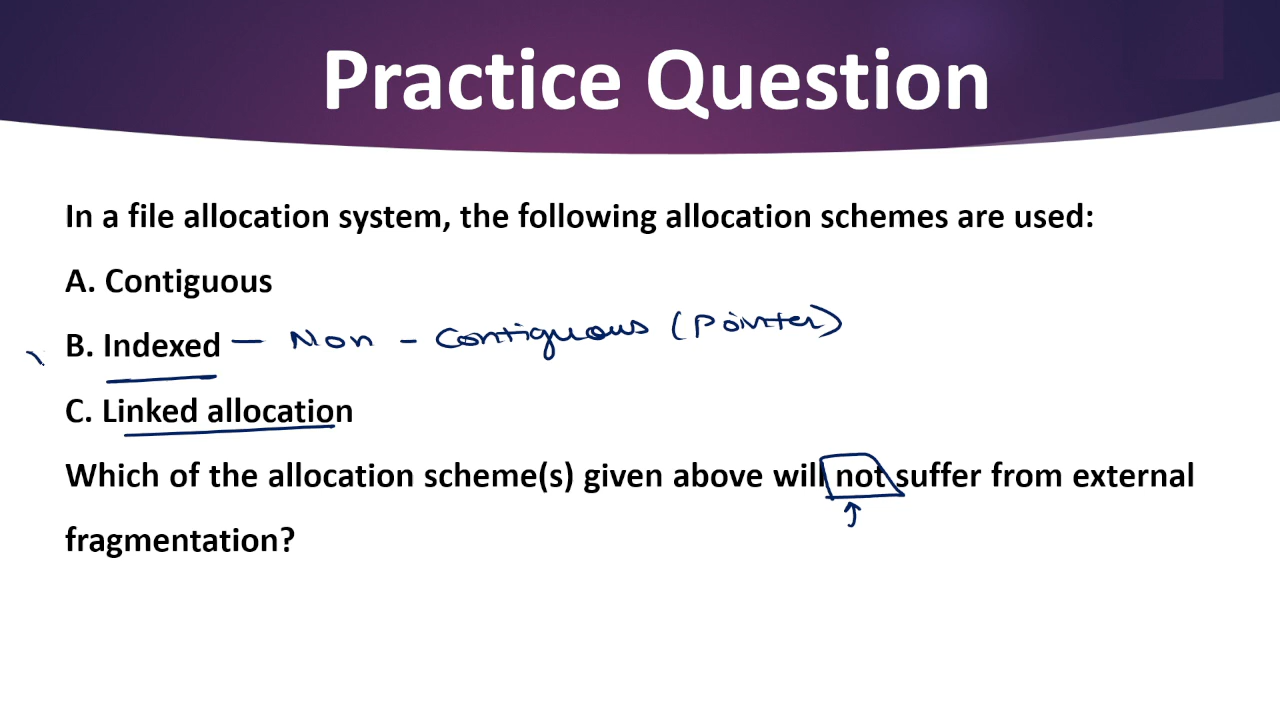 Practice Question
In a file allocation system, the following allocation schemes are used:
A. Contiguous
B. Indexed — Non - Contiguous (Pointer)
C. Linked allocation
Which of the allocation scheme(s) given above will not suffer from external
fragmentation?